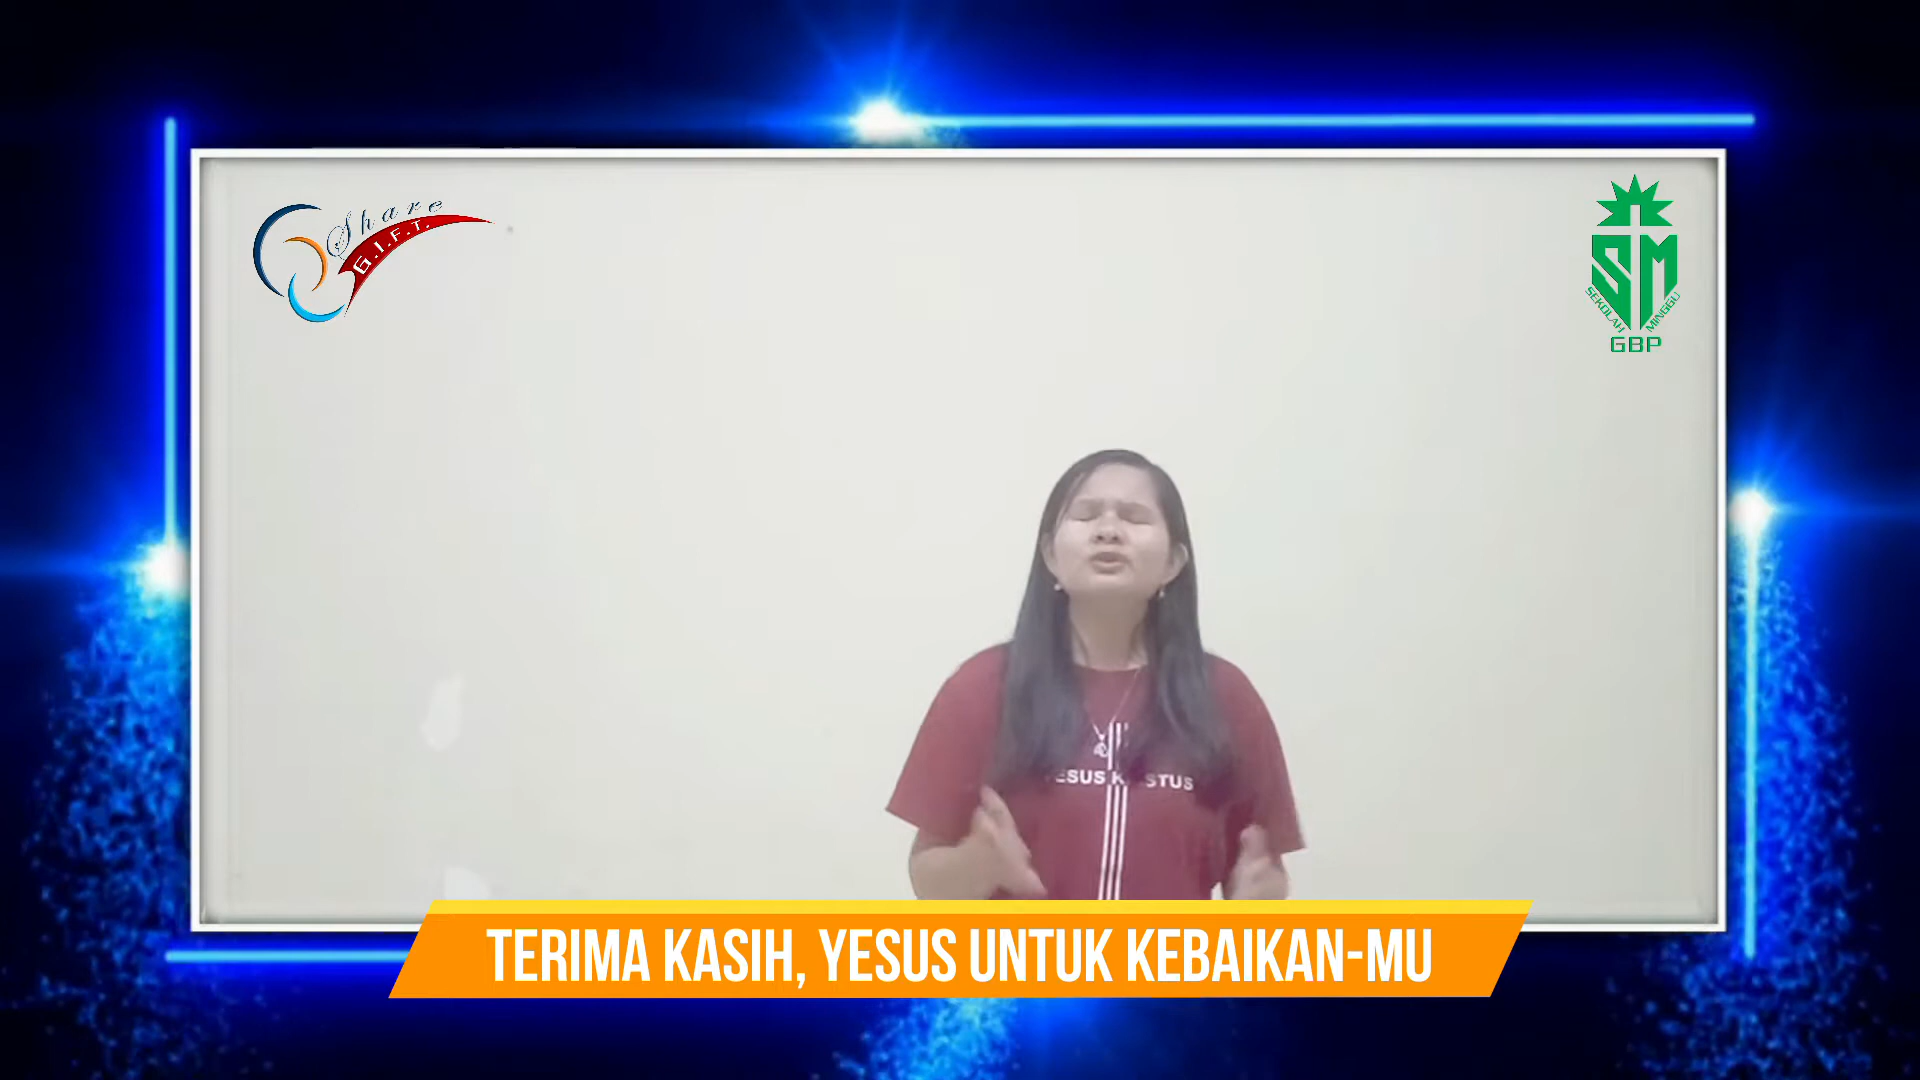 Share
G.I.F.T.
SM
SEKOLAH MINGGU
GBP
TERIMA KASIH, YESUS UNTUK KEBAIKAN-MU